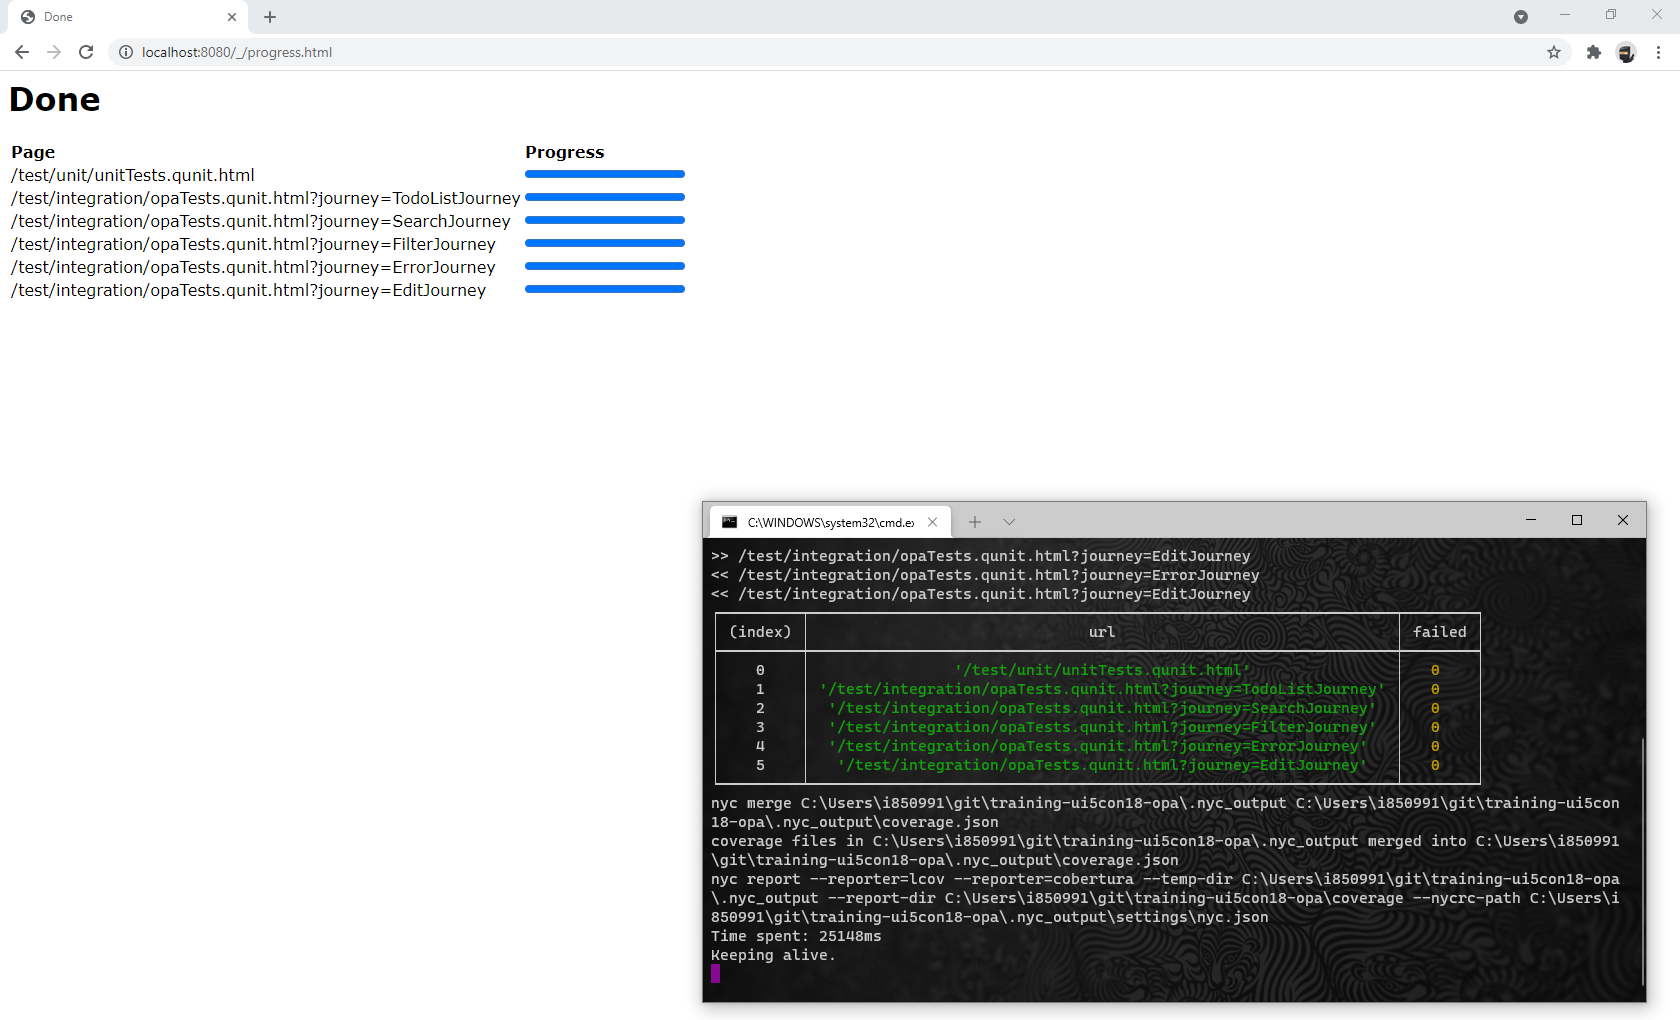 Done
localhost:8080/_/progress.html
Done
Page Progress
/test/unit/unitTests.qunit.html
/test/integration/opaTests.qunit.html?journey=TodoListJourney
/test/integration/opaTests.qunit.html?journey=SearchJourney
/test/integration/opaTests.qunit.html?journey=FilterJourney
/test/integration/opaTests.qunit.html?journey=ErrorJourney
/test/integration/opaTests.qunit.html?journey=EditJourney
C:\WINDOWS\system32\cmd.ex
>> /test/integration/opaTests.qunit.html?journey=EditJourney
<< /test/integration/opaTests.qunit.html?journey=ErrorJourney
<< /test/integration/opaTests.qunit.html?journey=EditJourney
(index) url failed
0 '/test/unit/unitTests.qunit.html' 0
1 '/test/integration/opaTests.qunit.html?journey=TodoListJourney' 0
2 '/test/integration/opaTests.qunit.html?journey=SearchJourney' 0
3 '/test/integration/opaTests.qunit.html?journey=FilterJourney' 0
4 '/test/integration/opaTests.qunit.html?journey=ErrorJourney' 0
5 '/test/integration/opaTests.qunit.html?journey=EditJourney' 0
nyc merge C:\Users\i850991\git\training-ui5con18-opa\.nyc_output C:\Users\i850991\git\training-ui5con
18-opa\.nyc_output\coverage.json
coverage files in C:\Users\i850991\git\training-ui5con18-opa\.nyc_output merged into C:\Users\i850991
\git\training-ui5con18-opa\.nyc_output\coverage.json
nyc report --reporter=lcov --reporter=cobertura --temp-dir C:\Users\i850991\git\training-ui5con18-opa
\.nyc_output --report-dir C:\Users\i850991\git\training-ui5con18-opa\coverage --nycrc-path C:\Users\i
850991\git\training-ui5con18-opa\.nyc_output\settings\nyc.json
Time spent: 25148ms
Keeping alive.